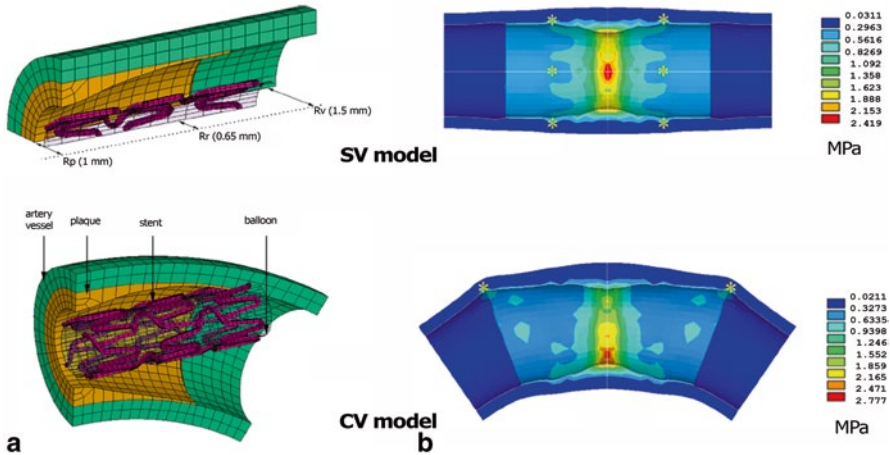 Rv (1.5 mm)
Rr (0.65 mm)
Rp (1 mm)
SV model
0.0311
0.2963
0.5616
0.8269
1.092
1.358
1.623
1.888
2.153
2.419
MPa
artery
vessel
plaque
stent
balloon
CV model
a
b
0.0211
0.3273
0.6335
0.9398
1.246
1.552
1.859
2.165
2.471
2.777
MPa